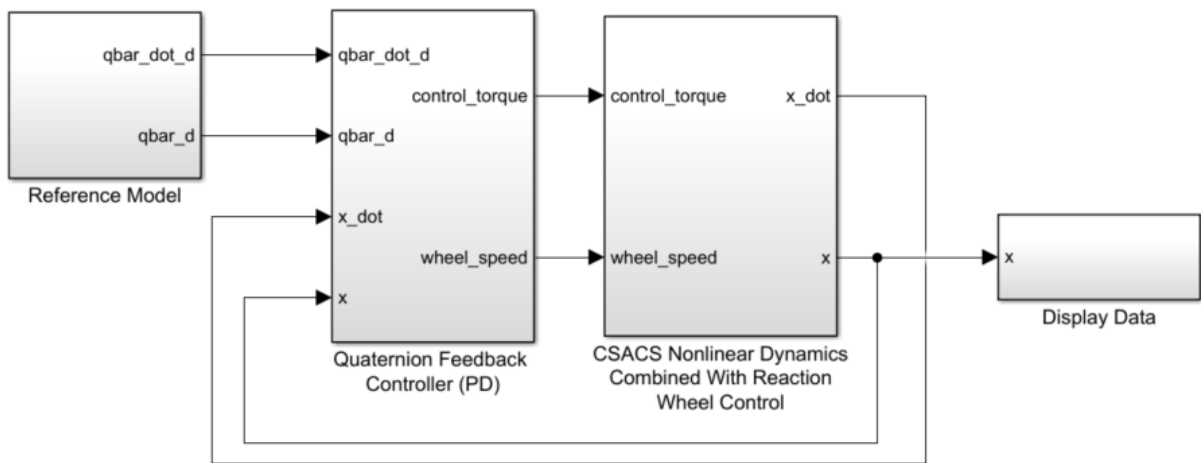 qbar_dot_d
qbar_d
Reference Model
qbar_dot_d
control_torque
qbar_d
x_dot
wheel_speed
x
Quaternion Feedback
Controller (PD)
control_torque
x_dot
wheel_speed
x
CSACS Nonlinear Dynamics
Combined With Reaction
Wheel Control
x
Display Data